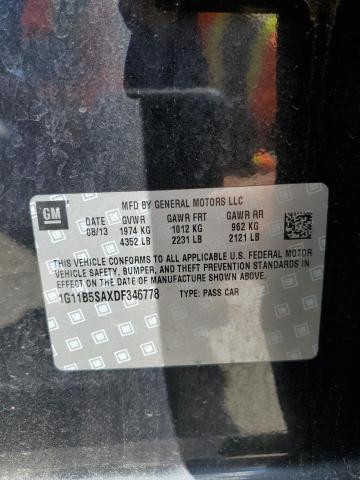 GM
MFD BY GENERAL MOTORS LLC
DATE GVWR GAWR FRT GAWR RR
08/13 1974 KG 1012 KG 962 KG
4352 LB 2231 LB 2121 LB
THIS VEHICLE CONFORMS TO ALL APPLICABLE U.S. FEDERAL MOTOR
VEHICLE SAFETY, BUMPER, AND THEFT PREVENTION STANDARDS IN
EFFECT ON THE DATE OF MANUFACTURE SHOWN ABOVE.
1G11B5SAXDF346778 TYPE: PASS CAR